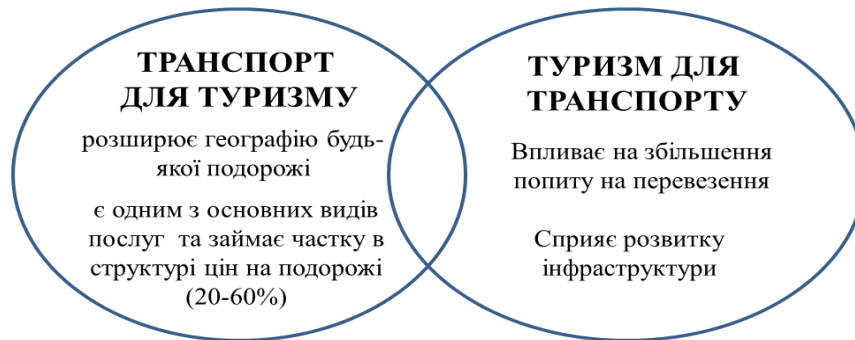 ТРАНСПОРТ
ДЛЯ ТУРИЗМУ
розширює географію будь-
якої подорожі
є одним з основних видів
послуг та займає частку в
структурі цін на подорожі
(20-60%)
ТУРИЗМ ДЛЯ
ТРАНСПОРТУ
Впливає на збільшення
попиту на перевезення
Сприяє розвитку
інфраструктури